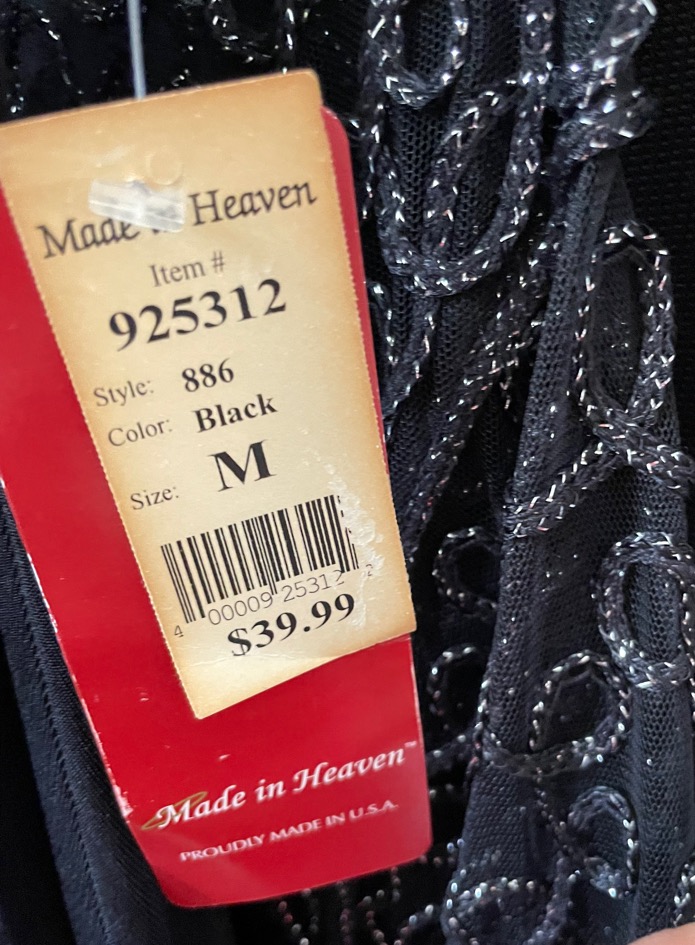 Made in Heaven
Item #
925312
Style: 886
Color: Black
Size: M
4 00009 25312 2
$39.99
Made in Heaven™
PROUDLY MADE IN U.S.A.